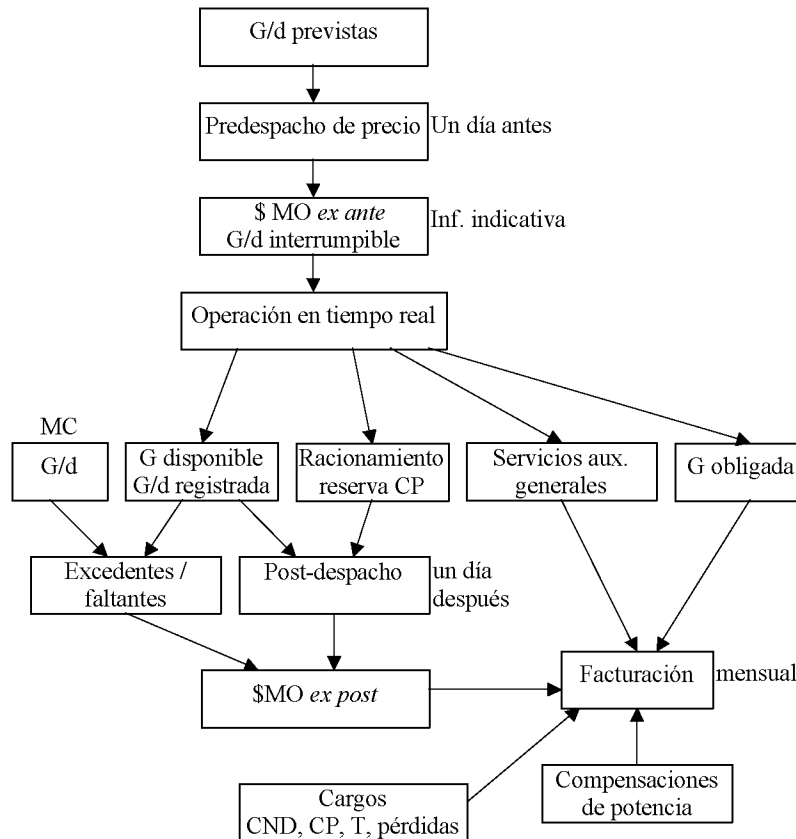 G/d previstas
Predespacho de precio
Un día antes
$ MO ex ante
G/d interrumpible
Inf. indicativa
Operación en tiempo real
MC
G/d
G disponible
G/d registrada
Racionamiento
reserva CP
Servicios aux.
generales
G obligada
Excedentes /
faltantes
Post-despacho
un día
después
$MO ex post
Facturación
mensual
Cargos
CND, CP, T, pérdidas
Compensaciones
de potencia